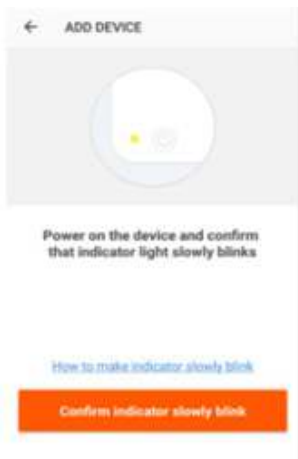 ADD DEVICE
Power on the device and confirm
that indicator light slowly blinks
How to make indicator slowly blink
Confirm indicator slowly blink